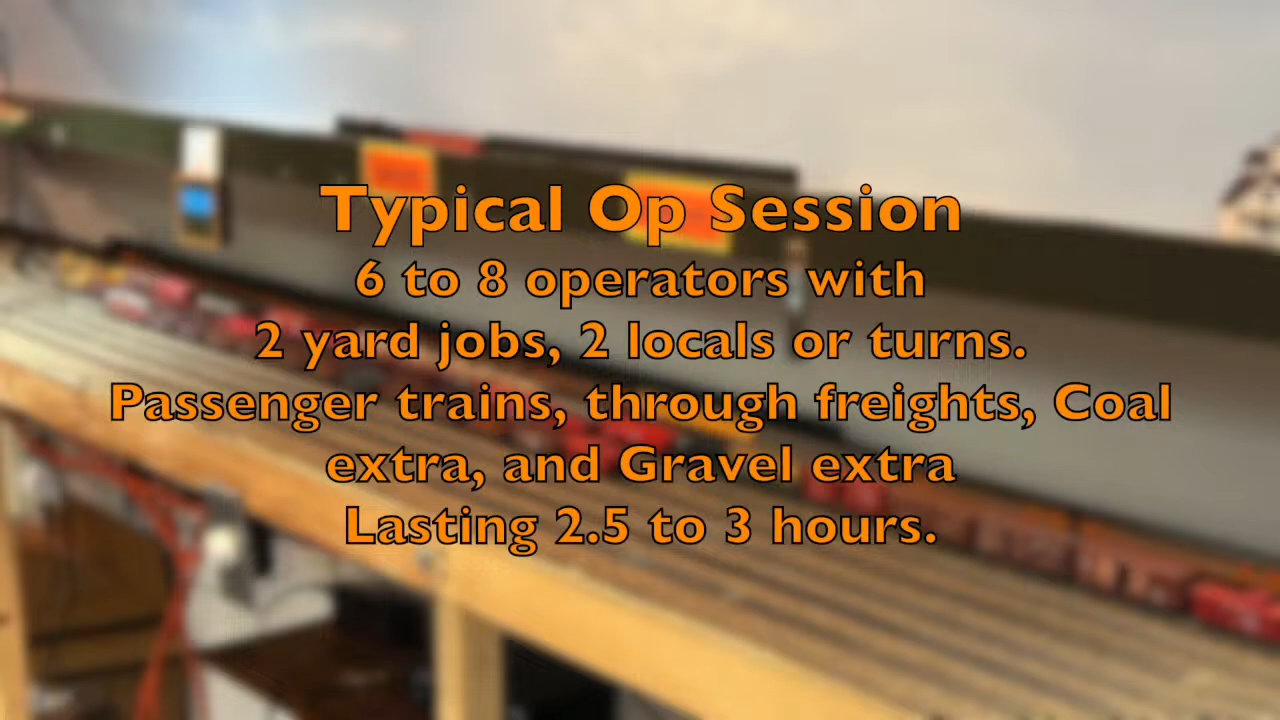 Typical Op Session
6 to 8 operators with
2 yard jobs, 2 locals or turns.
Passenger trains, through freights, Coal
extra, and Gravel extra
Lasting 2.5 to 3 hours.